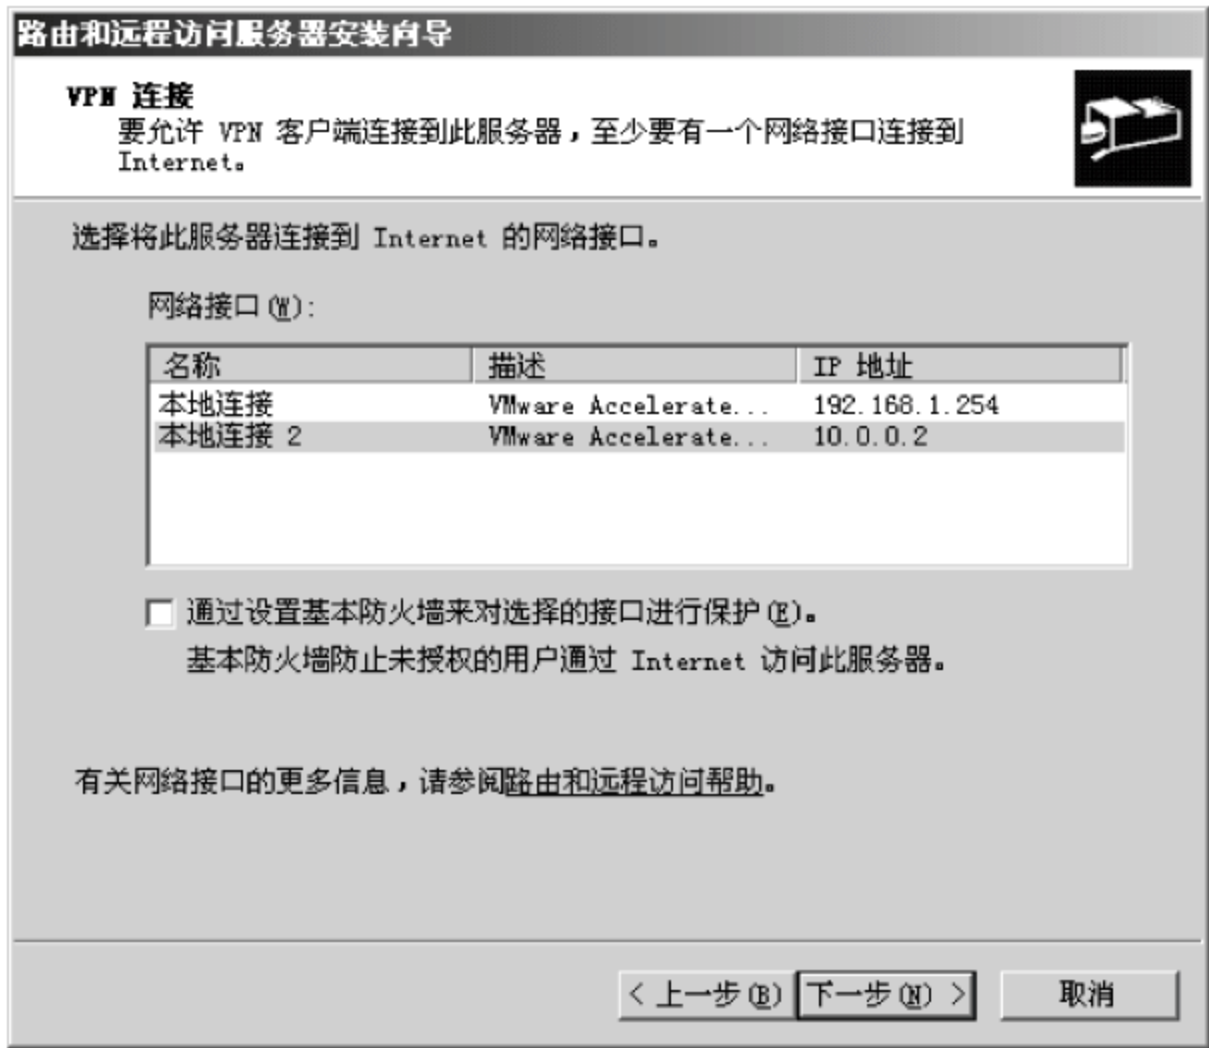 路由和远程访问服务器安装向导
VPN 连接
要允许 VPN 客户端连接到此服务器，至少要有一个网络接口连接到
Internet。
选择将此服务器连接到 Internet 的网络接口。
网络接口(W):
名称 描述 IP 地址
本地连接 VMware Accelerate... 192.168.1.254
本地连接 2 VMware Accelerate... 10.0.0.2
通过设置基本防火墙来对选择的接口进行保护(E)。
基本防火墙防止未授权的用户通过 Internet 访问此服务器。
有关网络接口的更多信息，请参阅路由和远程访问帮助。
< 上一步(B) 下一步(N) > 取消